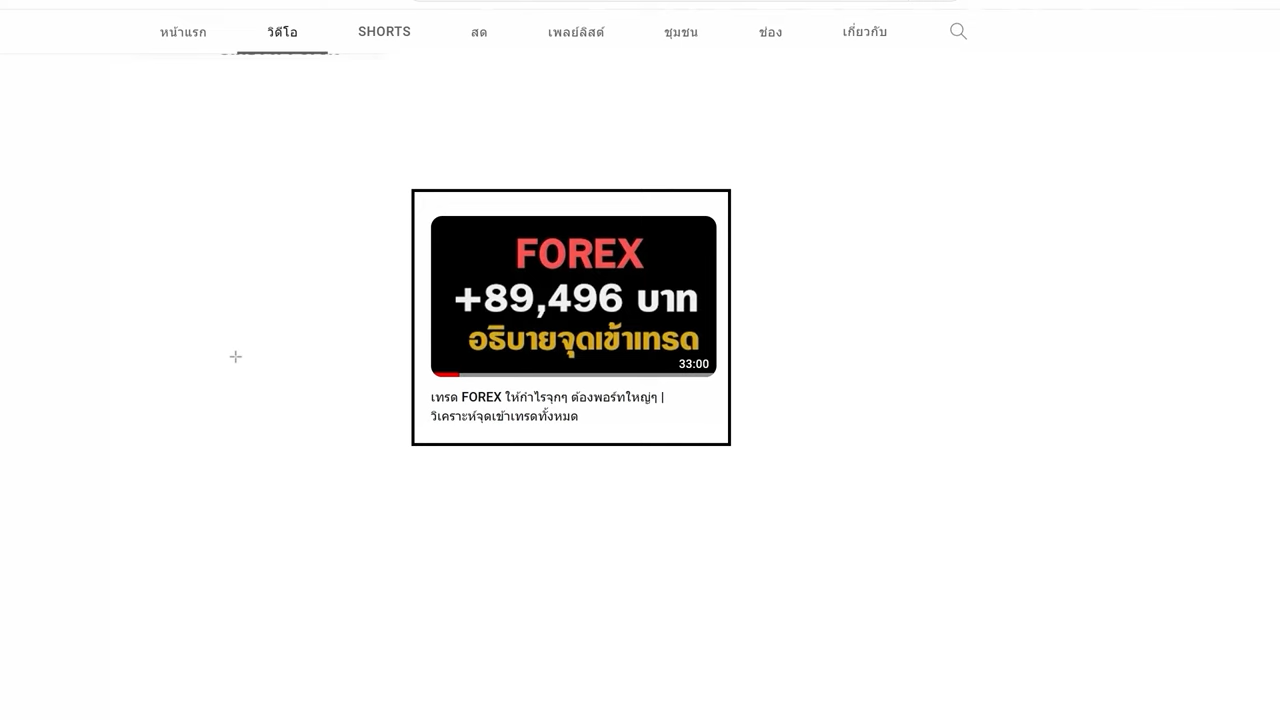 หน้าแรก
วิดีโอ
SHORTS
สด
เพลย์ลิสต์
ชุมชน
ช่อง
เกี่ยวกับ
FOREX
+89,496 บาท
อธิบายจุดเข้าเทรด
33:00
เทรด FOREX ให้กำไรจุกๆ ต้องพอร์ทใหญ่ๆ |
วิเคราะห์จุดเข้าเทรดทั้งหมด